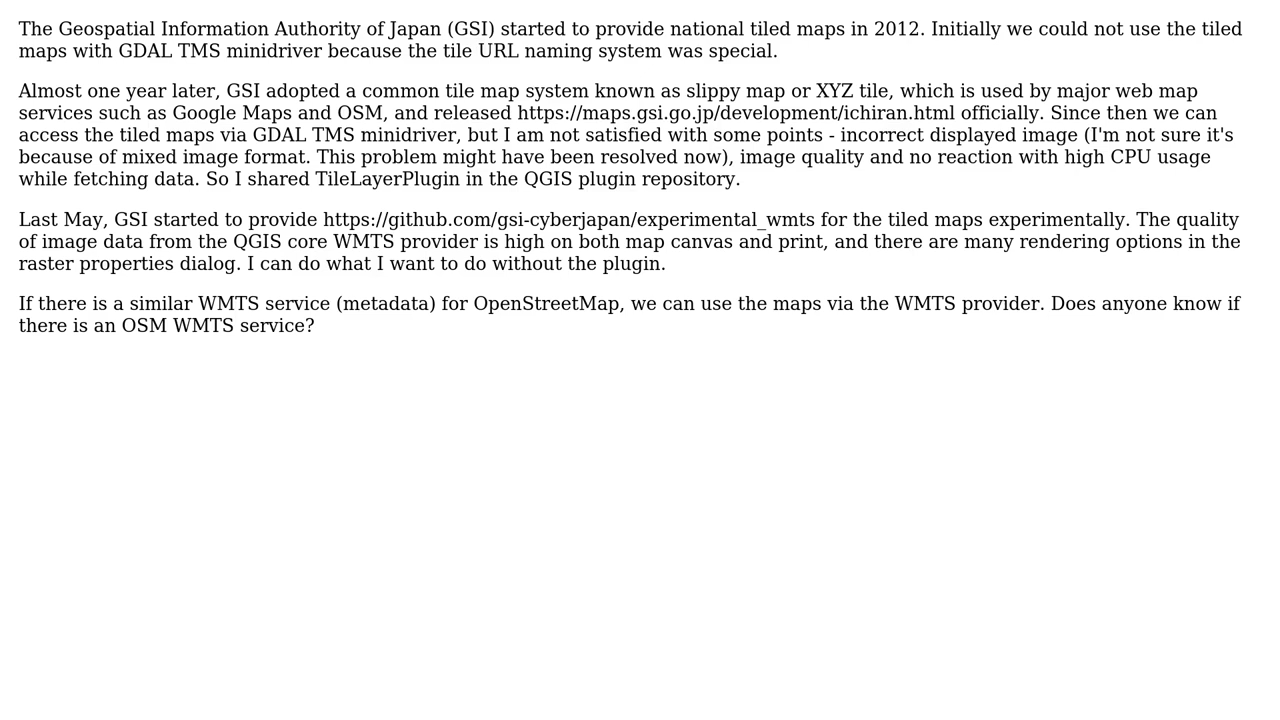 The Geospatial Information Authority of Japan (GSI) started to provide national tiled maps in 2012. Initially we could not use the tiled
maps with GDAL TMS minidriver because the tile URL naming system was special.
Almost one year later, GSI adopted a common tile map system known as slippy map or XYZ tile, which is used by major web map
services such as Google Maps and OSM, and released https://maps.gsi.go.jp/development/ichiran.html officially. Since then we can
access the tiled maps via GDAL TMS minidriver, but I am not satisfied with some points - incorrect displayed image (I'm not sure it's
because of mixed image format. This problem might have been resolved now), image quality and no reaction with high CPU usage
while fetching data. So I shared TileLayerPlugin in the QGIS plugin repository.
Last May, GSI started to provide https://github.com/gsi-cyberjapan/experimental_wmts for the tiled maps experimentally. The quality
of image data from the QGIS core WMTS provider is high on both map canvas and print, and there are many rendering options in the
raster properties dialog. I can do what I want to do without the plugin.
If there is a similar WMTS service (metadata) for OpenStreetMap, we can use the maps via the WMTS provider. Does anyone know if
there is an OSM WMTS service?